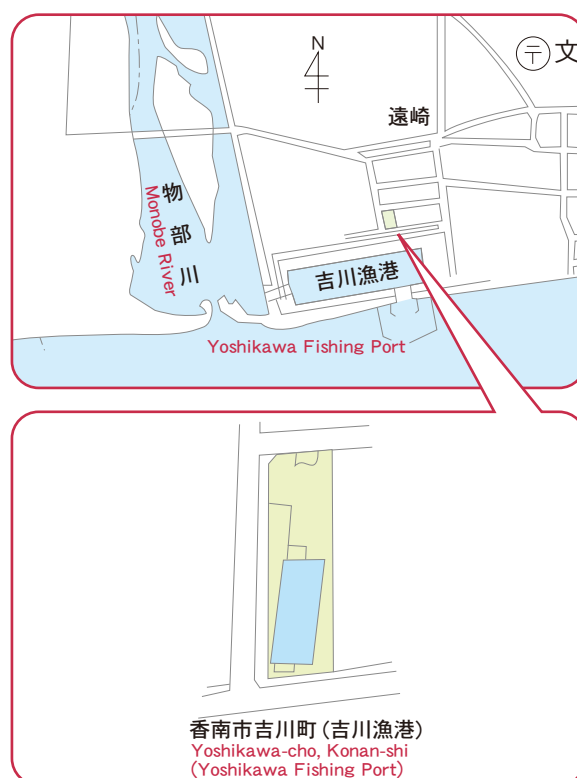 N
〒文
遠崎
物部川
Monobe River
吉川漁港
Yoshikawa Fishing Port
香南市吉川町(吉川漁港)
Yoshikawa-cho, Konan-shi
(Yoshikawa Fishing Port)